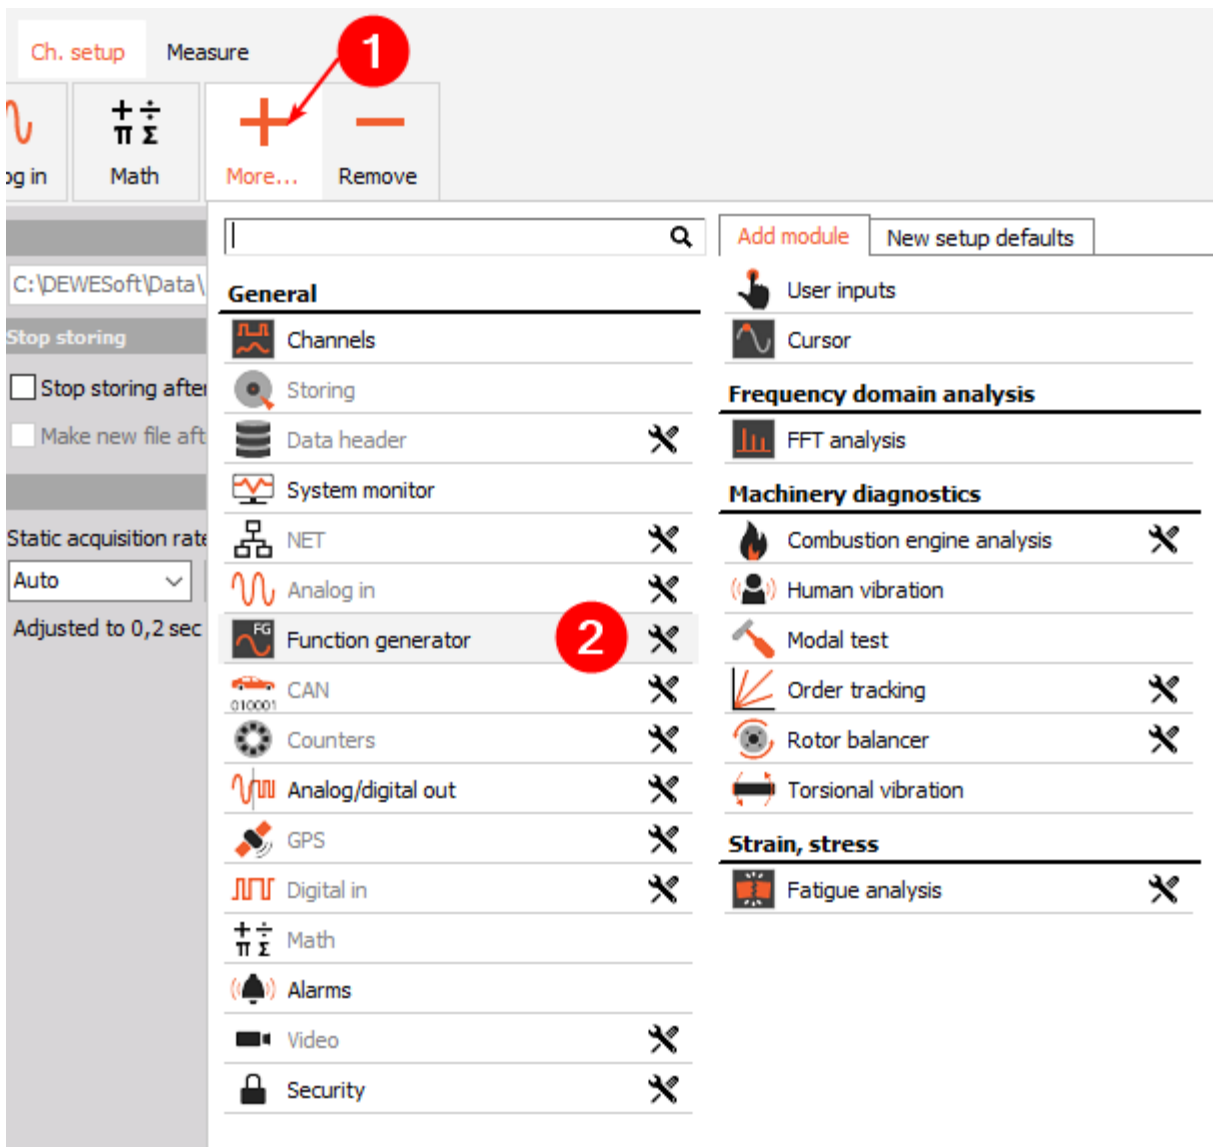 Ch. setup Measure 1
og in Math More... Remove
Add module New setup defaults
C:\DEWESoft\Data\
Stop storing
Stop storing after
Make new file aft
Static acquisition rate
Auto
Adjusted to 0,2 sec
General
Channels
Storing
Data header
System monitor
NET
Analog in
FG Function generator 2
010001 CAN
Counters
Analog/digital out
GPS
Digital in
+ ÷ π Σ Math
Alarms
Video
Security
User inputs
Cursor
Frequency domain analysis
FFT analysis
Machinery diagnostics
Combustion engine analysis
Human vibration
Modal test
Order tracking
Rotor balancer
Torsional vibration
Strain, stress
Fatigue analysis